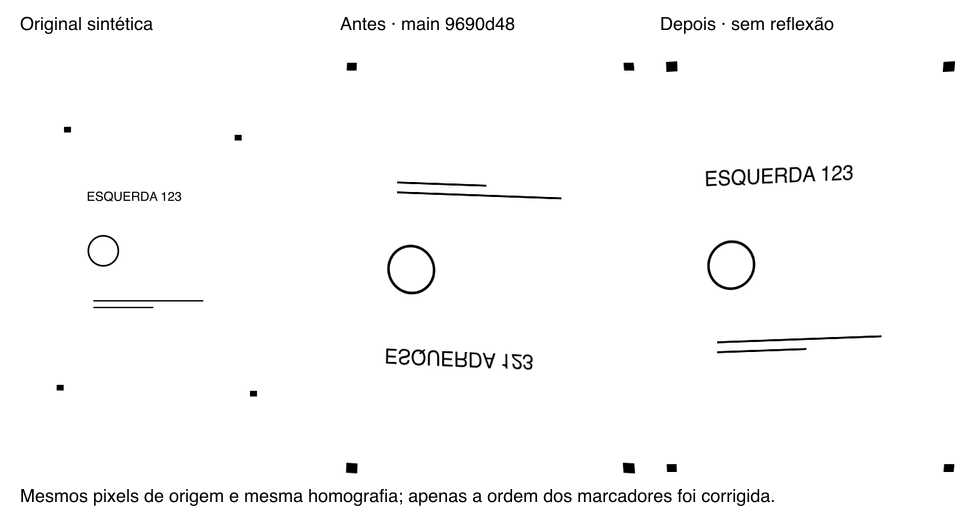 Original sintética
Antes · main 9690d48
Depois · sem reflexão
ESQUERDA 123
ESQUERDA 123
ESQUERDA 123
Mesmos pixels de origem e mesma homografia; apenas a ordem dos marcadores foi corrigida.